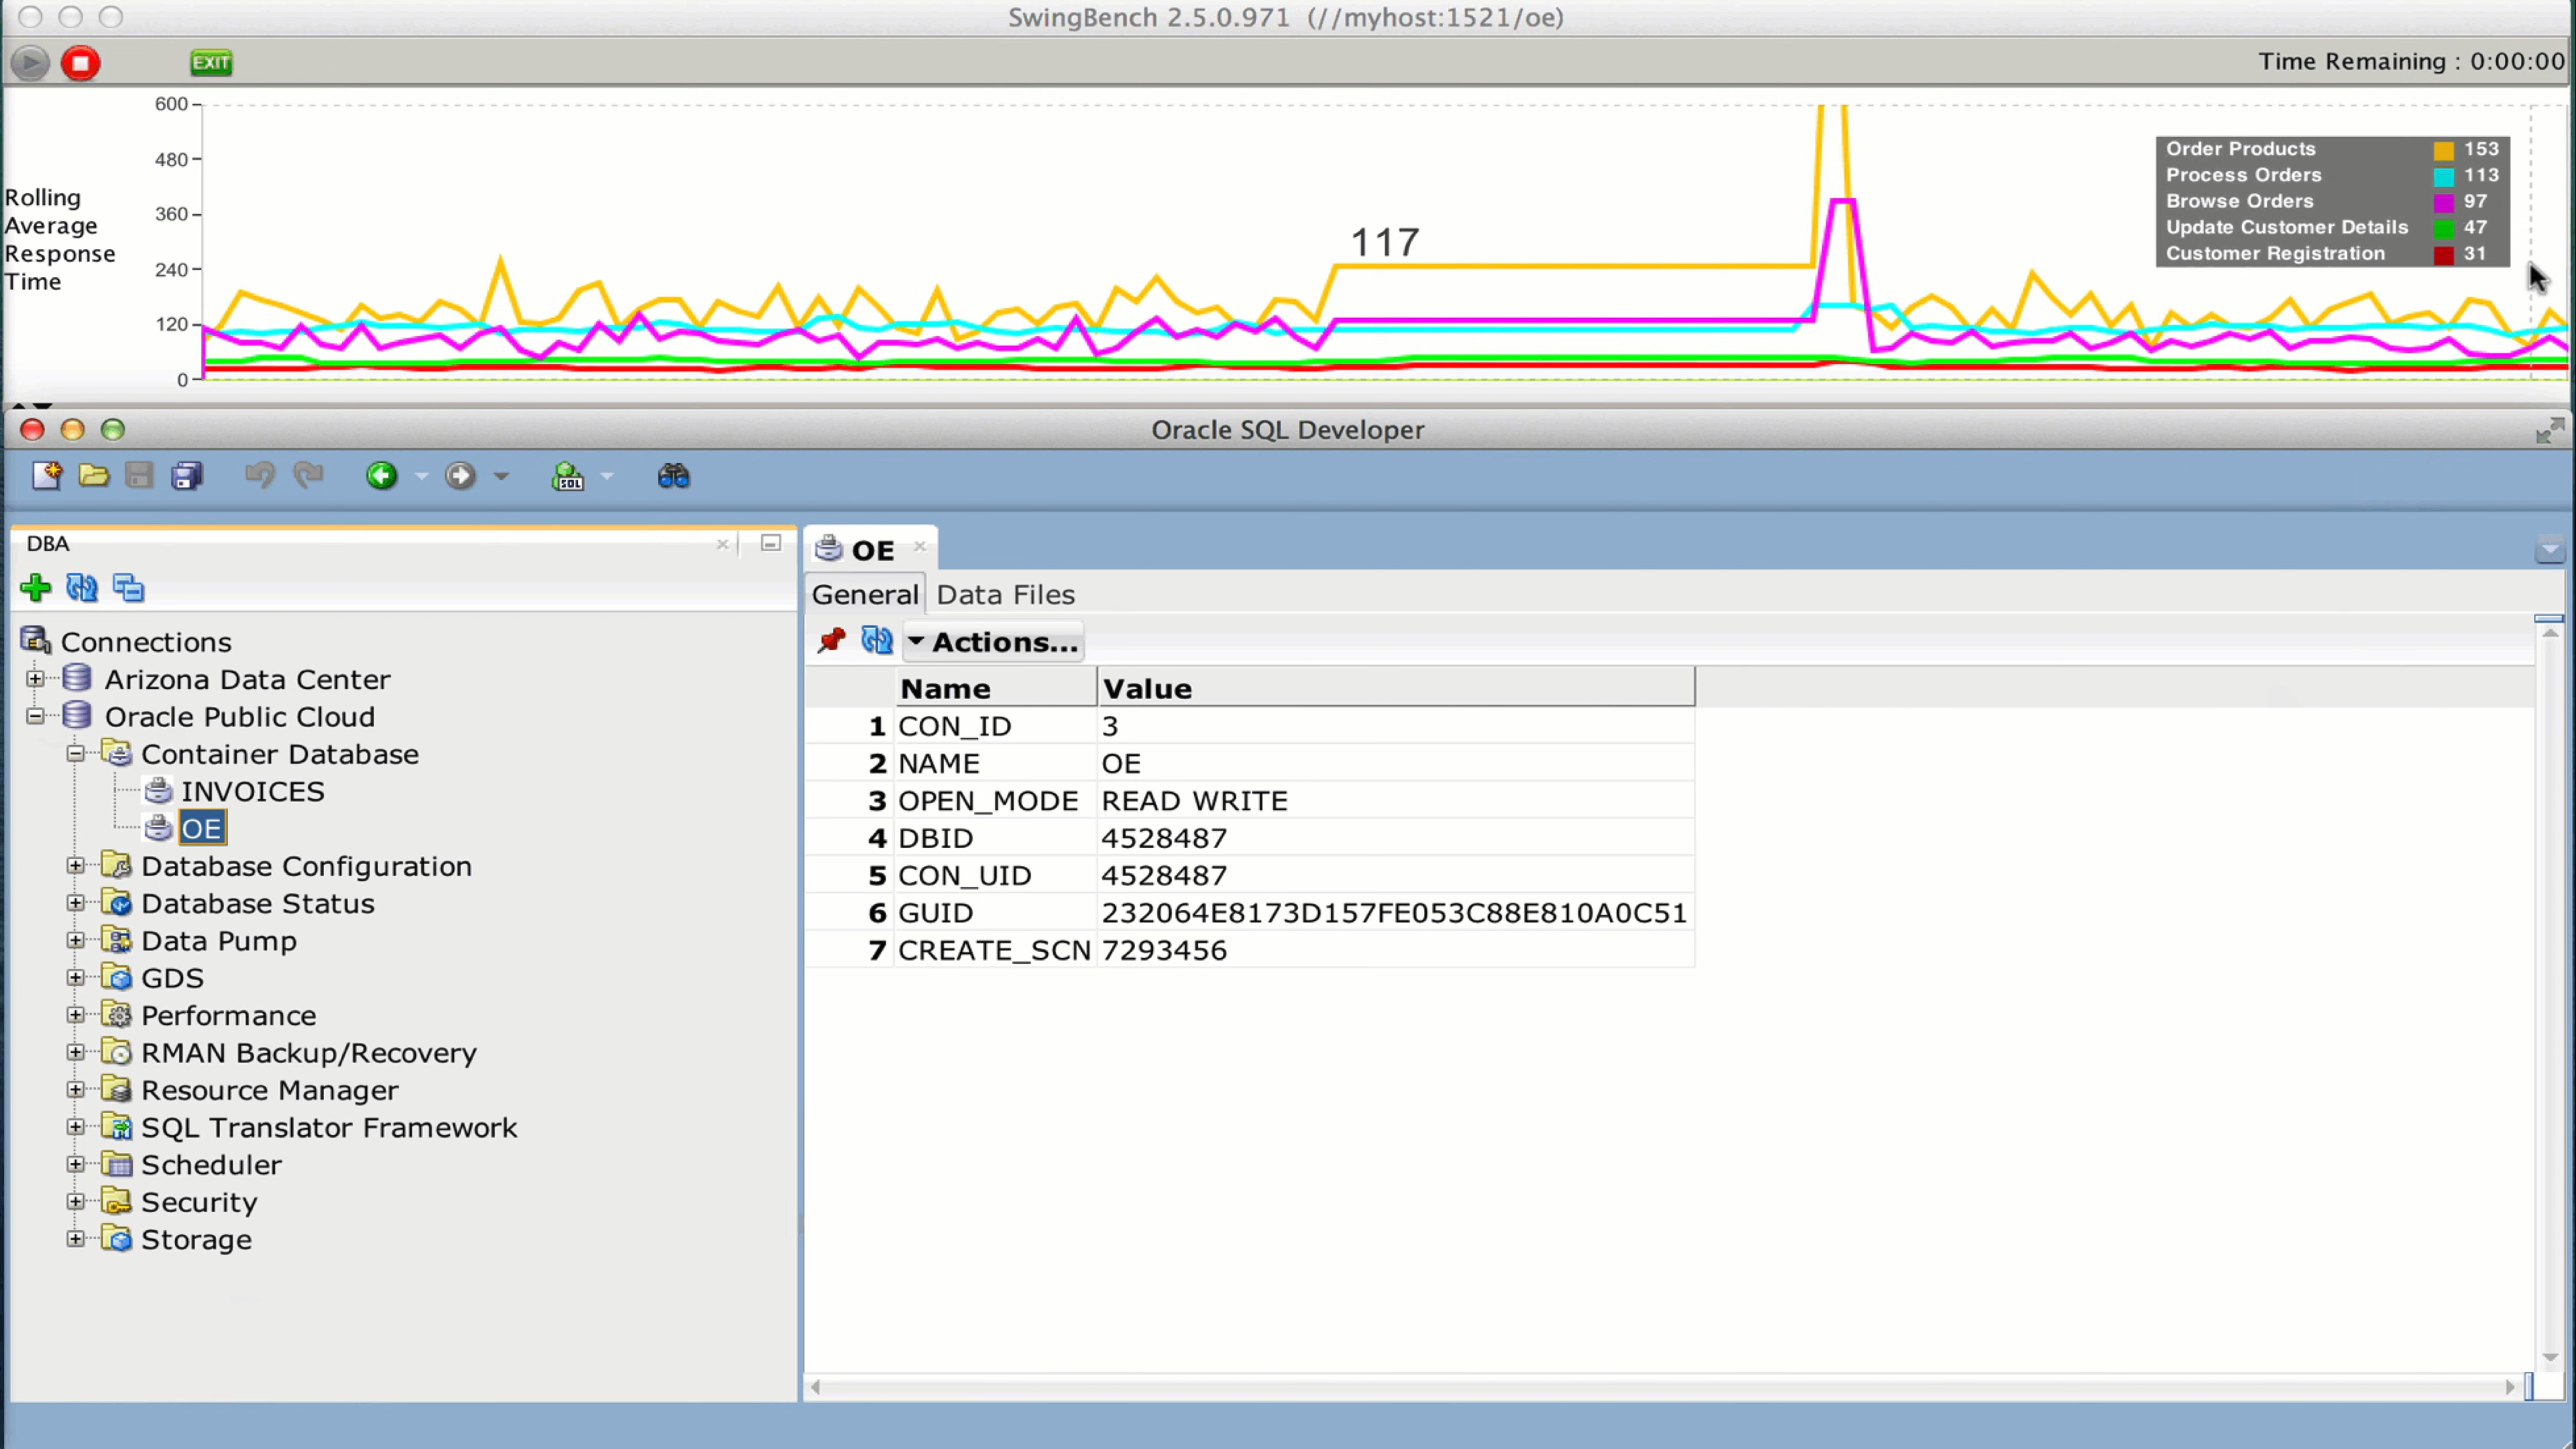 SwingBench 2.5.0.971 (//myhost:1521/oe)
EXIT
Time Remaining : 0:00:00
Rolling
Average
Response
Time
600
480
360
240
120
0
117
Order Products 153
Process Orders 113
Browse Orders 97
Update Customer Details 47
Customer Registration 31
Oracle SQL Developer
SQL
DBA
Connections
Arizona Data Center
Oracle Public Cloud
Container Database
INVOICES
OE
Database Configuration
Database Status
Data Pump
GDS
Performance
RMAN Backup/Recovery
Resource Manager
SQL Translator Framework
Scheduler
Security
Storage
OE
General Data Files
Actions...
Name Value
1 CON_ID 3
2 NAME OE
3 OPEN_MODE READ WRITE
4 DBID 4528487
5 CON_UID 4528487
6 GUID 232064E8173D157FE053C88E810A0C51
7 CREATE_SCN 7293456